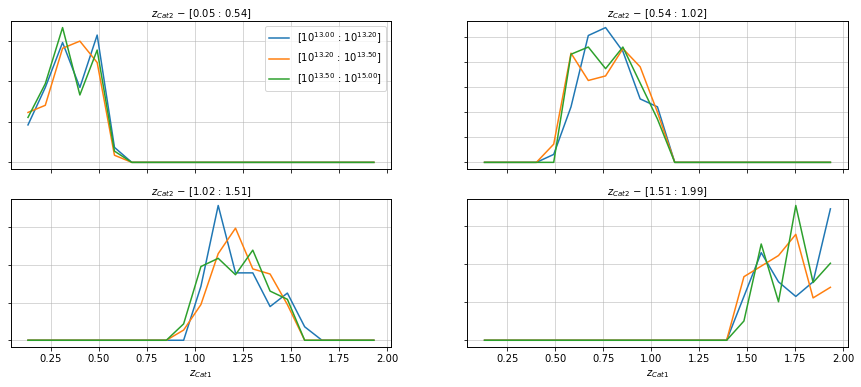 z_{Cat2} − [0.05 : 0.54]
[10^{13.00} : 10^{13.20}]
[10^{13.20} : 10^{13.50}]
[10^{13.50} : 10^{15.00}]
z_{Cat2} − [0.54 : 1.02]
z_{Cat2} − [1.02 : 1.51]
0.25 0.50 0.75 1.00 1.25 1.50 1.75 2.00
z_{Cat1}
z_{Cat2} − [1.51 : 1.99]
0.25 0.50 0.75 1.00 1.25 1.50 1.75 2.00
z_{Cat1}